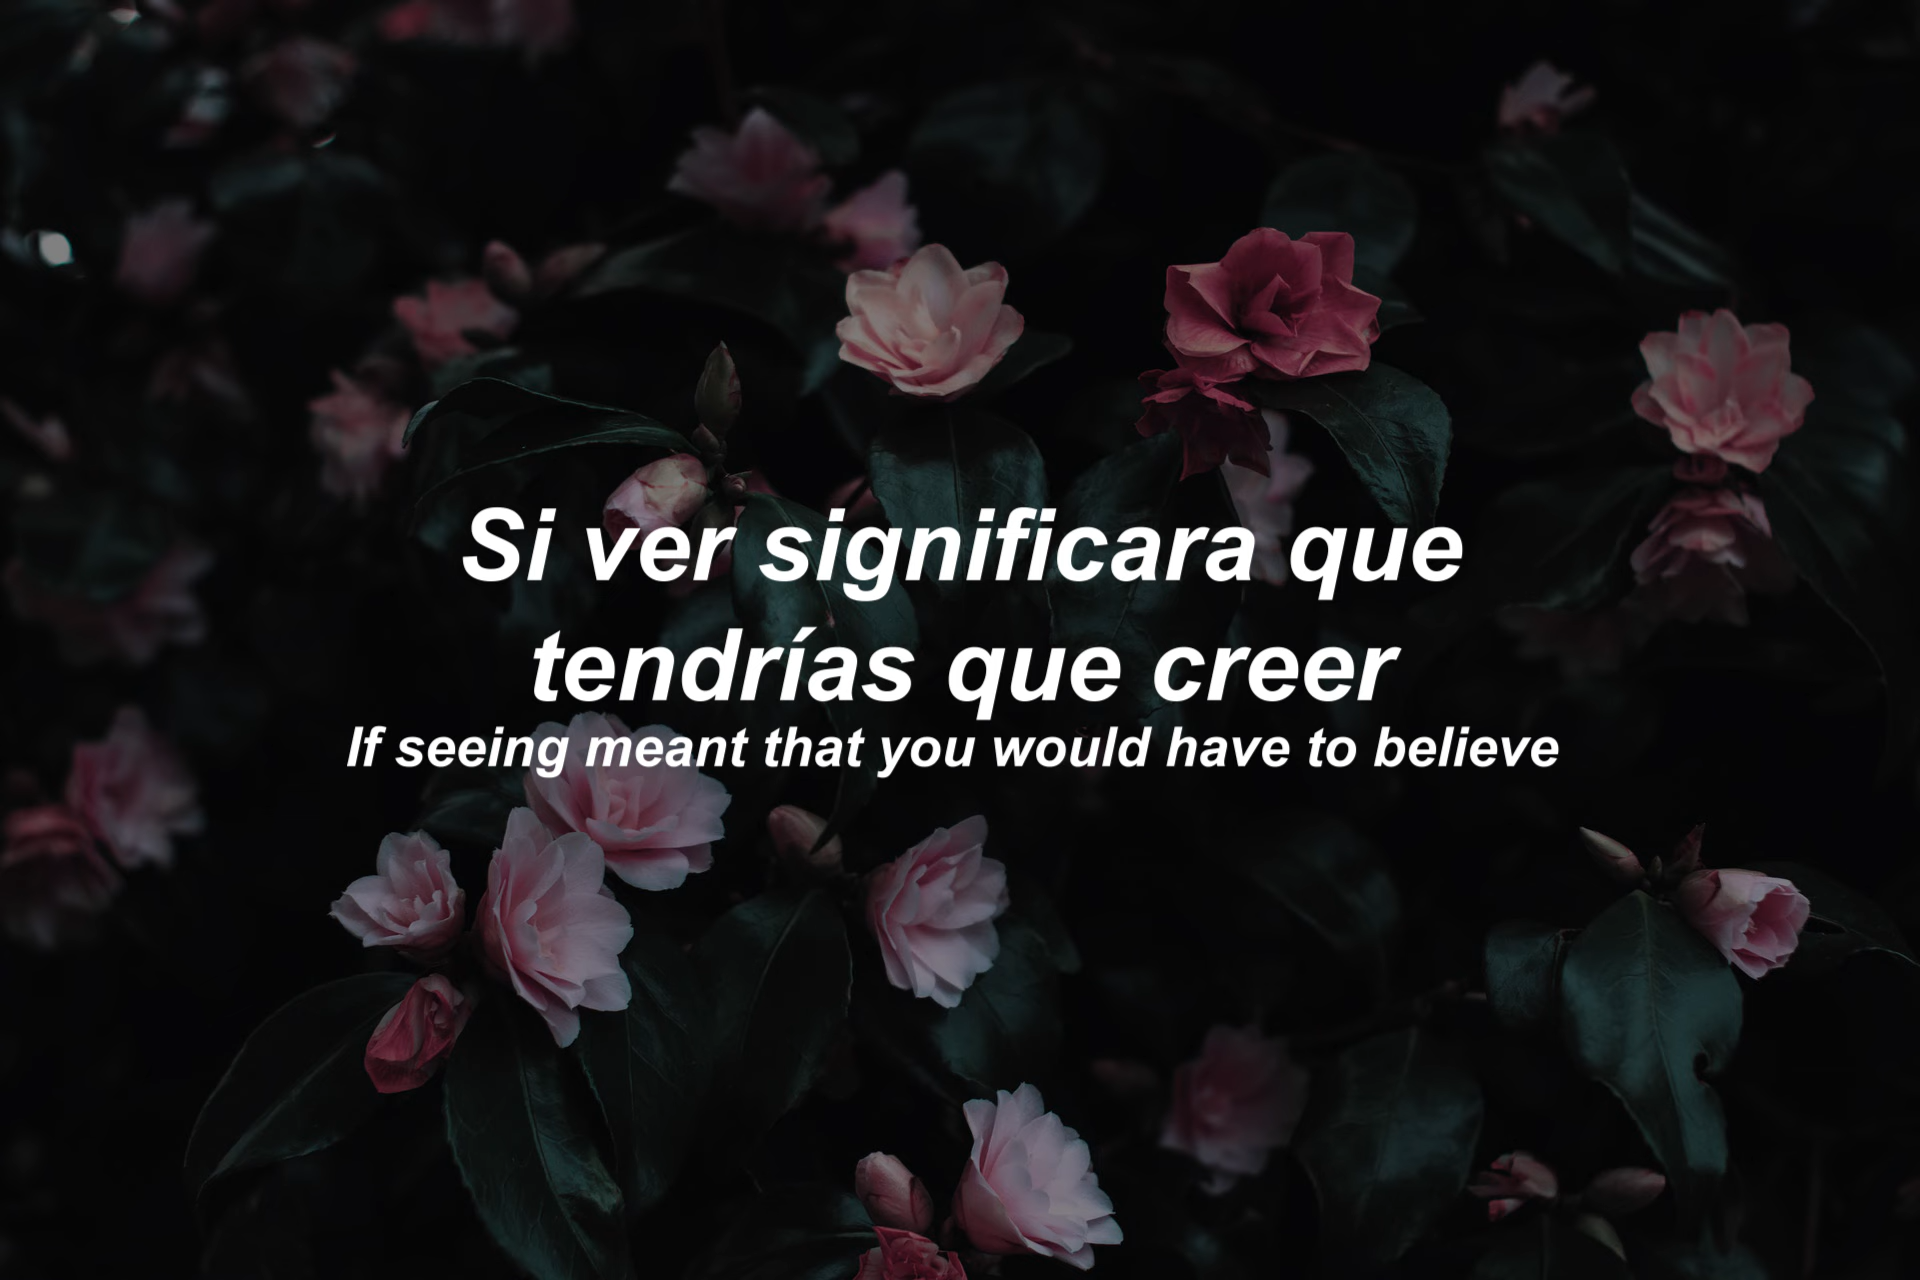 Si ver significara que
tendrías que creer
If seeing meant that you would have to believe